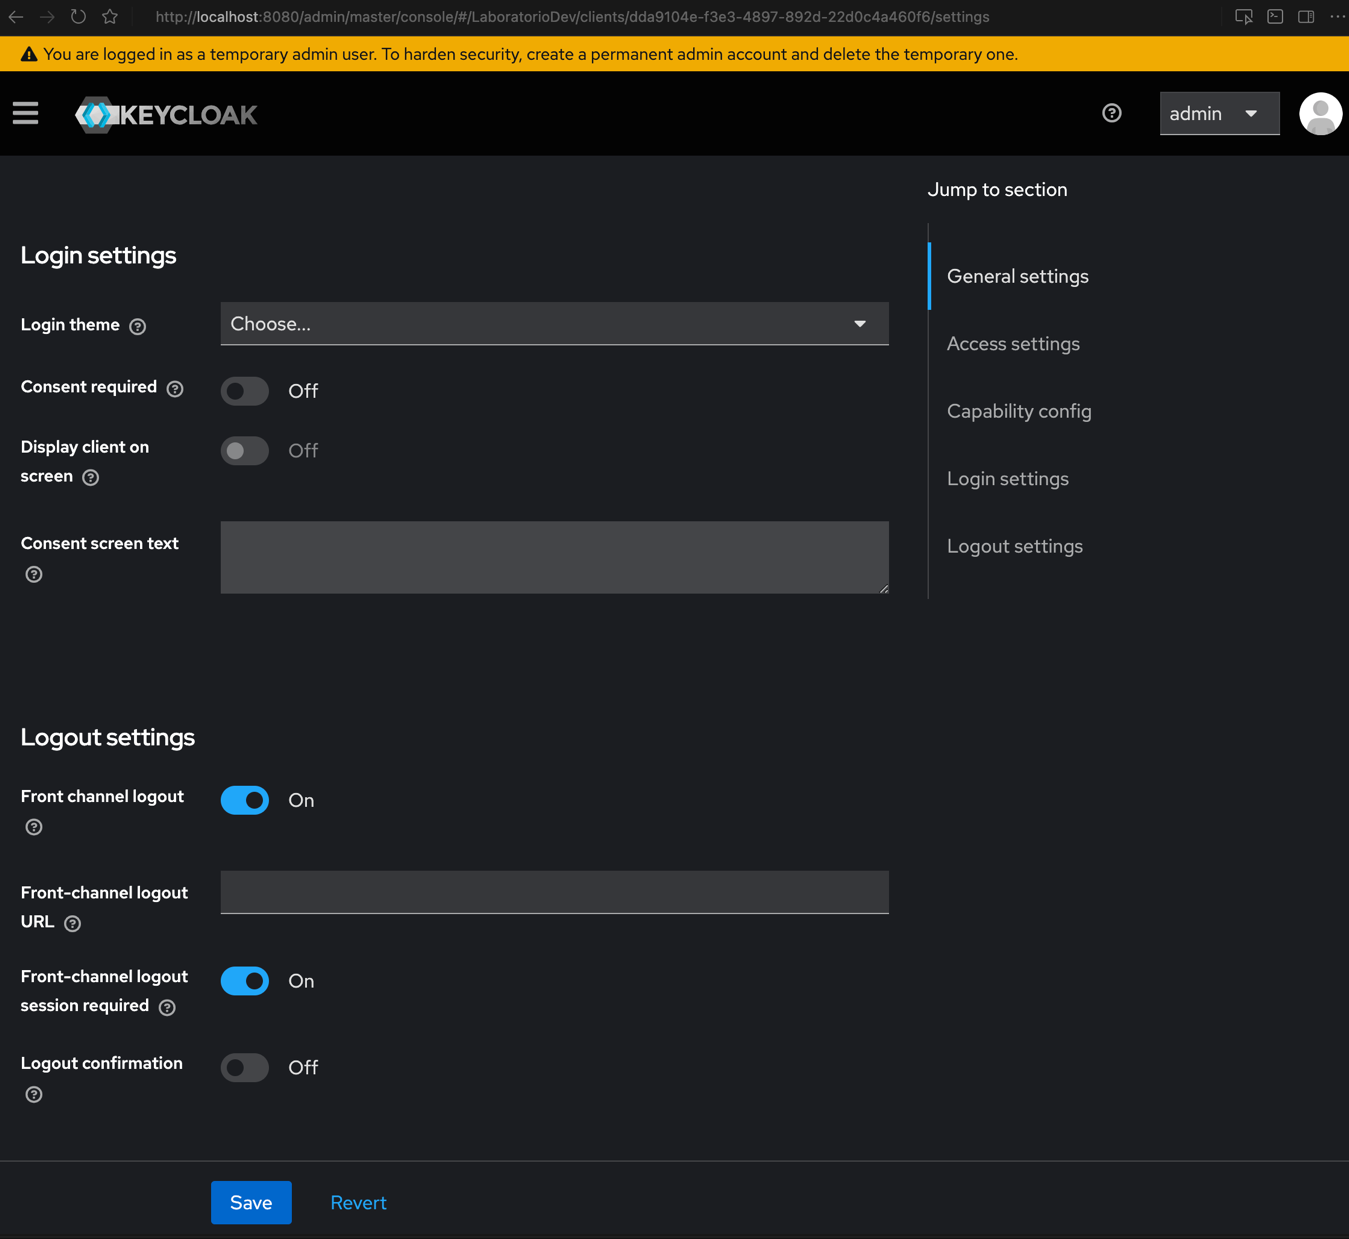 http://localhost:8080/admin/master/console/#/LaboratorioDev/clients/dda9104e-f3e3-4897-892d-22d0c4a460f6/settings
You are logged in as a temporary admin user. To harden security, create a permanent admin account and delete the temporary one.
KEYCLOAK
admin
Jump to section
General settings
Access settings
Capability config
Login settings
Logout settings
Login settings
Login theme
Choose...
Consent required
Off
Display client on
screen
Off
Consent screen text
Logout settings
Front channel logout
On
Front-channel logout
URL
Front-channel logout
session required
On
Logout confirmation
Off
Save
Revert